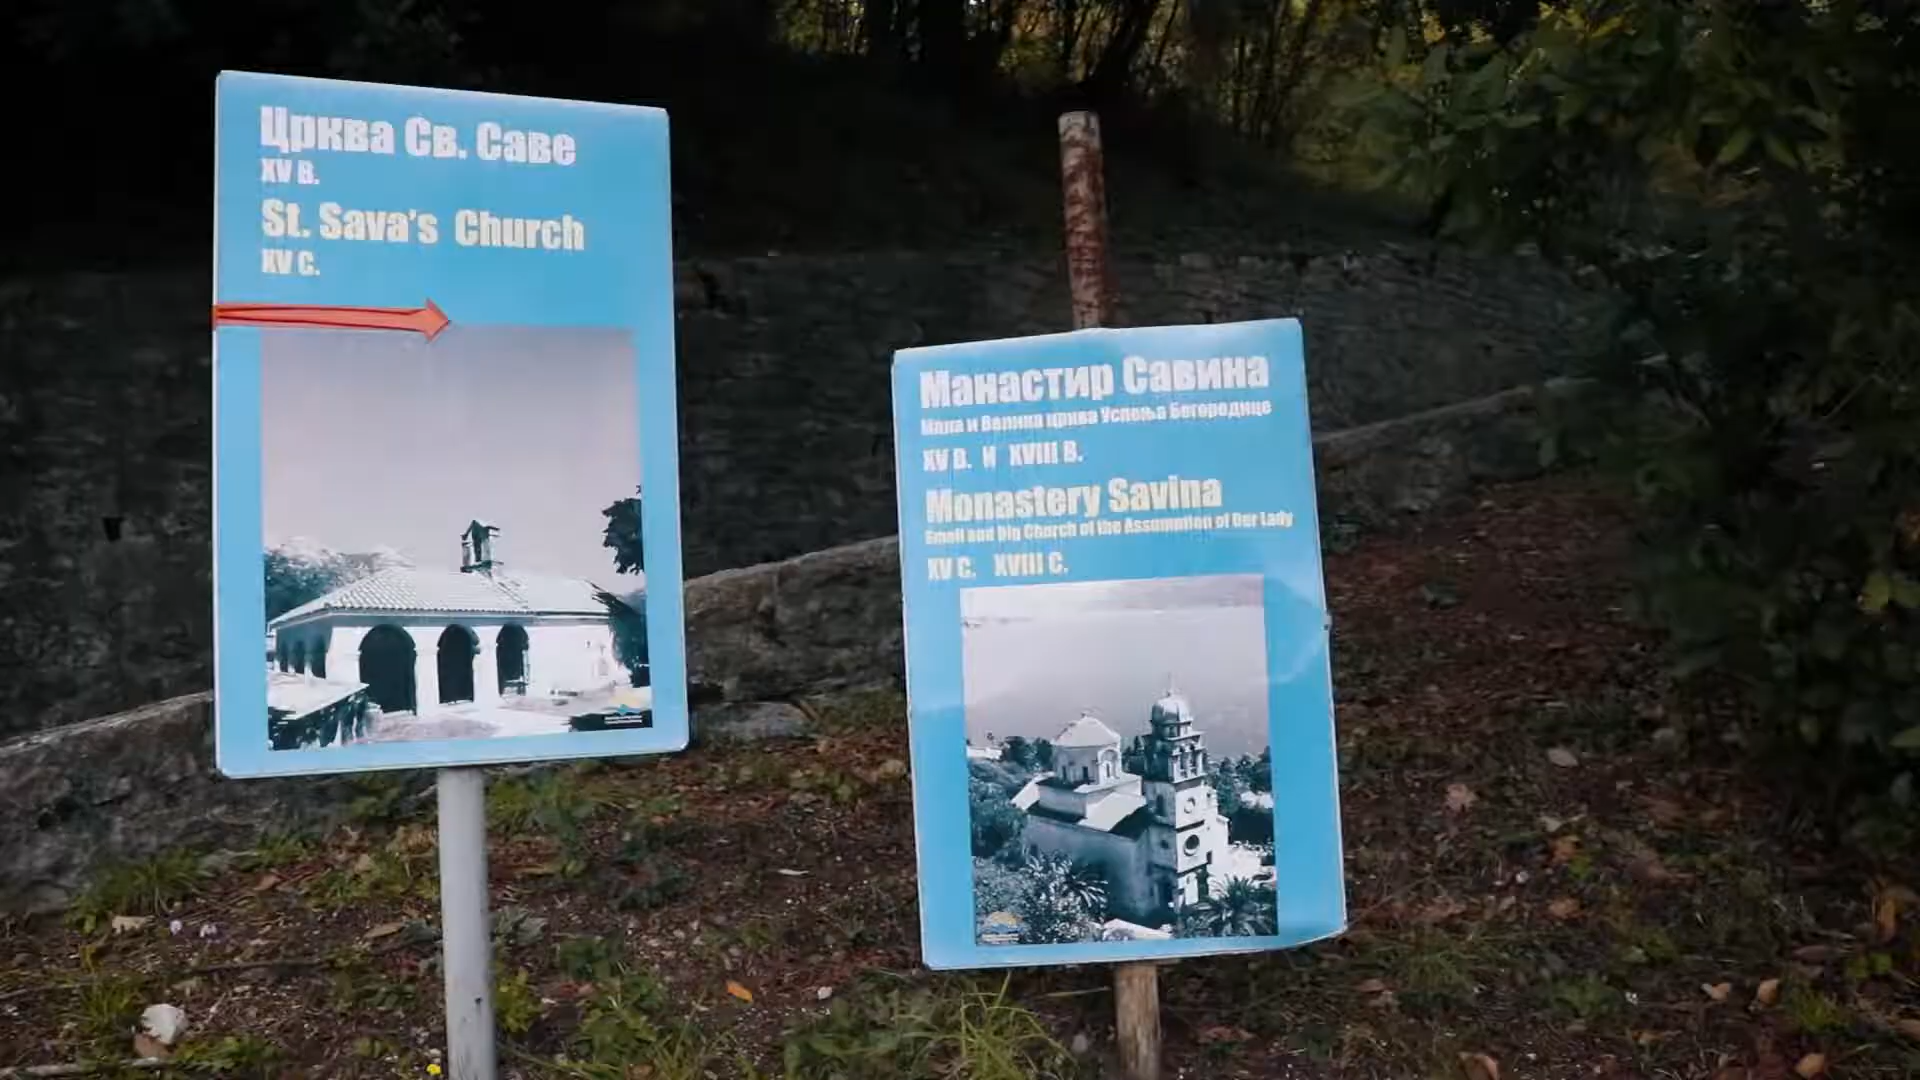 Црква Св. Саве
XV В.
St. Sava's Church
XV C.
Манастир Савина
Мала и Велика црква Успења Богородице
XV В. И XVIII В.
Monastery Savina
Small and big Church of the Assumption of Our Lady
XV C. XVIII C.